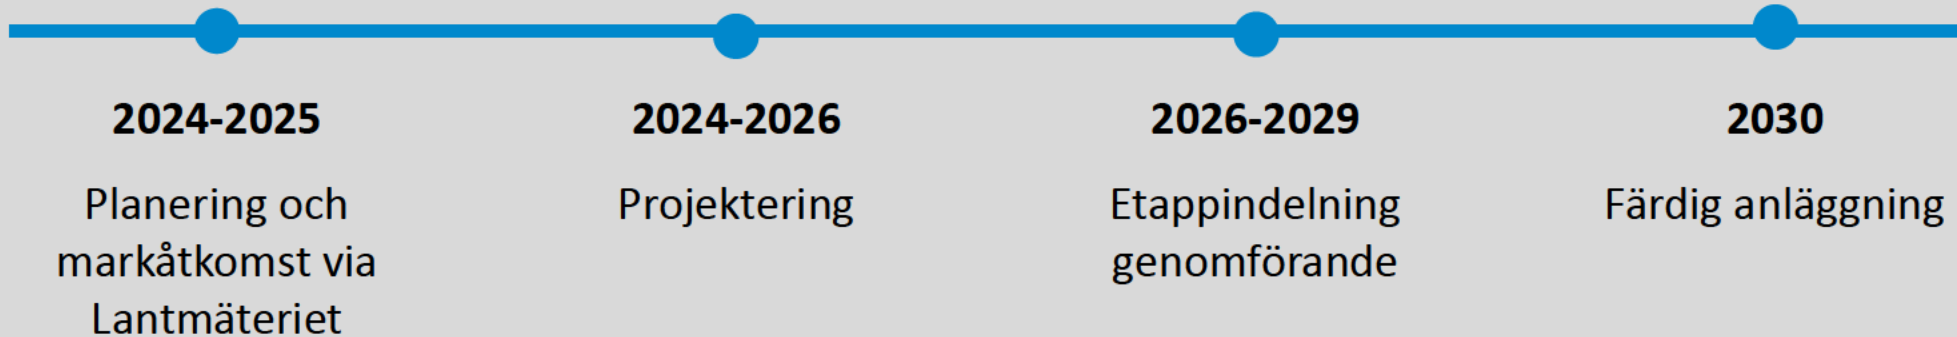 2024-2025
Planering och
markåtkomst via
Lantmäteriet
2024-2026
Projektering
2026-2029
Etappindelning
genomförande
2030
Färdig anläggning